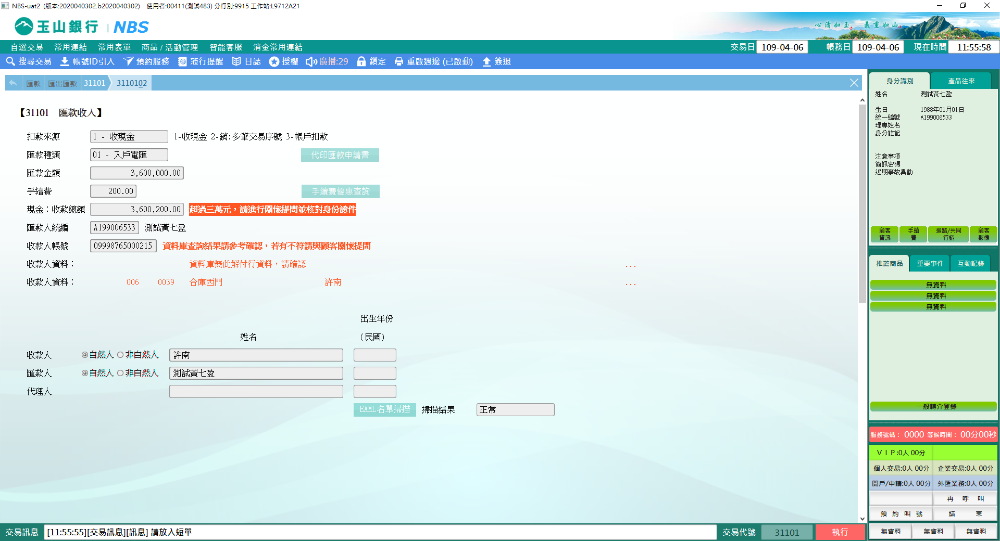 NBS-uat2 (版本:2020040302.b2020040302) 使用者:00411(測試483) 分行別:9915 工作站:L9712A21
玉山銀行 | NBS
心清如玉 義重如山
自選交易 常用連結 常用表單 商品 / 活動管理 智能客服 消金常用連結 交易日 109-04-06 帳務日 109-04-06 現在時間 11:55:58
搜尋交易 帳號ID引入 預約服務 蒞行提醒 日誌 授權 廣播:29 鎖定 重啟週邊 (已啟動) 簽退
匯款 匯出匯款 31101 3110102
【31101 匯款收入】
扣款來源 1 - 收現金 1-收現金 2-銷:多筆交易序號 3-帳戶扣款
匯款種類 01 - 入戶電匯 代印匯款申請書
匯款金額 3,600,000.00
手續費 200.00 手續費優惠查詢
現金：收款總額 3,600,200.00 超過三萬元，請進行關懷提問並核對身份證件
匯款人統編 A199006533 測試黃七盈
收款人帳號 09998765000215 資料庫查詢結果請參考確認，若有不符請與顧客關懷提問
收款人資料： 資料庫無此解付行資料，請確認 ...
收款人資料： 006 0039 合庫西門 許南 ...
出生年份
姓名 (民國)
收款人 自然人 非自然人 許南
匯款人 自然人 非自然人 測試黃七盈
代理人
EAML名單掃描 掃描結果 正常
交易訊息 [11:55:55][交易訊息][訊息] 請放入短單 交易代號 31101 執行
身分識別 產品往來
姓名 測試黃七盈
生日 1988年01月01日
統一編號 A199006533
理專姓名
身分註記
注意事項
簡訊密碼
近期事故異動
顧客資訊 手續費 通路/共同行銷 顧客影像
推薦商品 重要事件 互動記錄
無資料
無資料
無資料
一般轉介登錄
服務號碼： 0000 等候時間： 00分00秒
ＶＩＰ:0人 00分
個人交易:0人 00分 企業交易:0人 00分
開戶/申請:0人 00分 外匯業務:0人 00分
再 呼 叫
預 約 叫 號 結 束
無資料 無資料 無資料